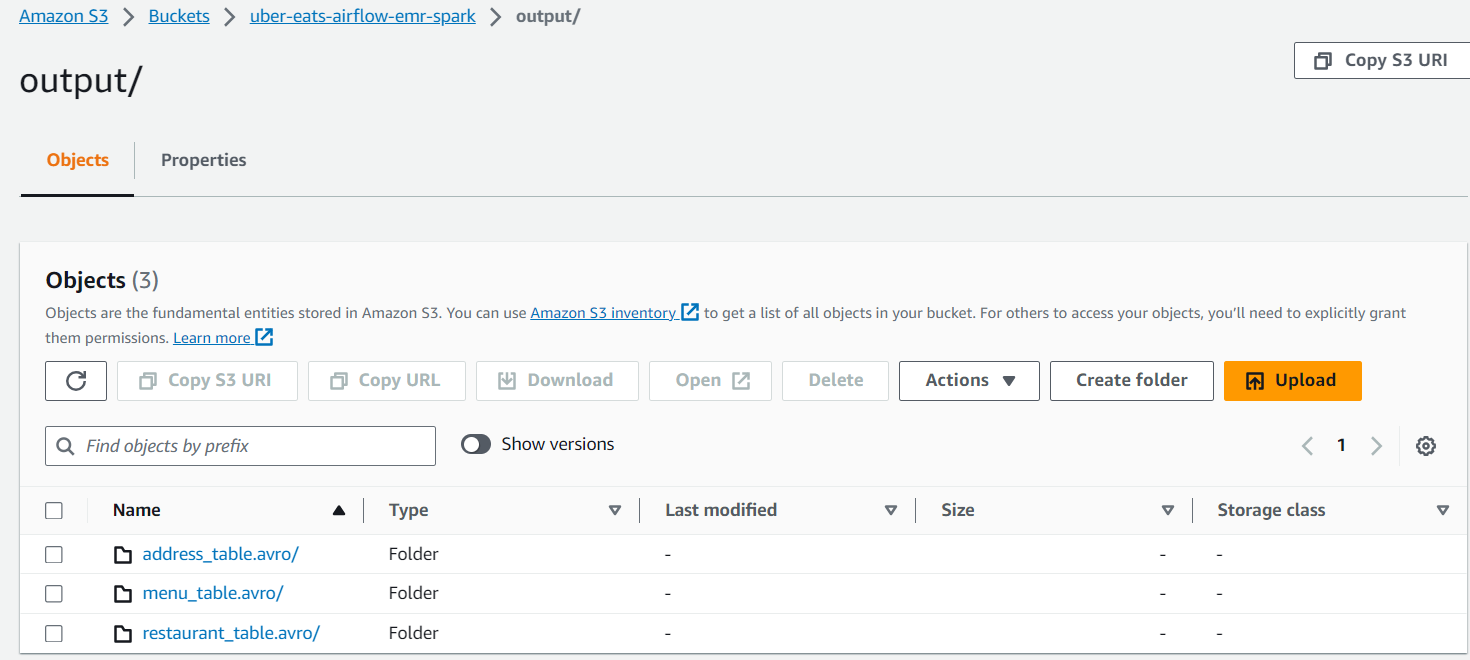 Amazon S3 > Buckets > uber-eats-airflow-emr-spark > output/
Copy S3 URI
output/
Objects Properties
Objects (3)
Objects are the fundamental entities stored in Amazon S3. You can use Amazon S3 inventory to get a list of all objects in your bucket. For others to access your objects, you'll need to explicitly grant
them permissions. Learn more
Copy S3 URI Copy URL Download Open Delete Actions Create folder Upload
Find objects by prefix Show versions 1
Name Type Last modified Size Storage class
address_table.avro/ Folder - - -
menu_table.avro/ Folder - - -
restaurant_table.avro/ Folder - - -